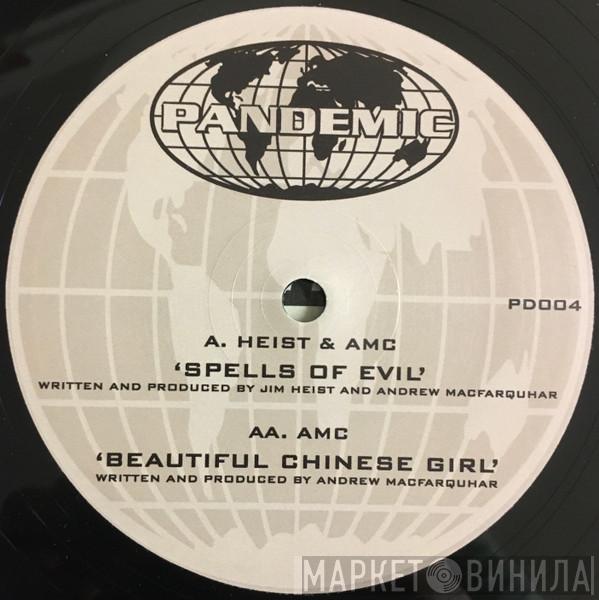 PANDEMIC
PD004
A. HEIST & AMC
'SPELLS OF EVIL'
WRITTEN AND PRODUCED BY JIM HEIST AND ANDREW MACFARQUHAR
AA. AMC
'BEAUTIFUL CHINESE GIRL'
WRITTEN AND PRODUCED BY ANDREW MACFARQUHAR
МАРКЕТ ВИНИЛА